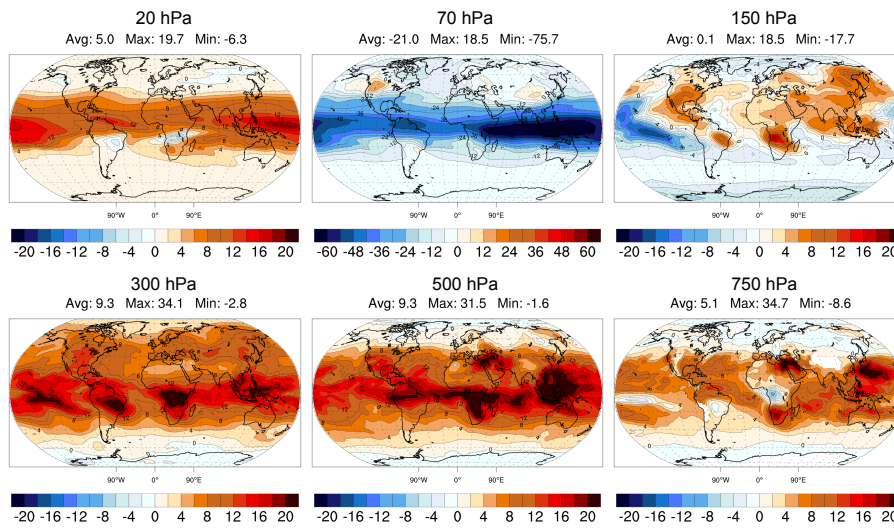 20 hPa
Avg: 5.0 Max: 19.7 Min: -6.3
90°W 0° 90°E
-20 -16 -12 -8 -4 0 4 8 12 16 20
70 hPa
Avg: -21.0 Max: 18.5 Min: -75.7
90°W 0° 90°E
-60 -48 -36 -24 -12 0 12 24 36 48 60
150 hPa
Avg: 0.1 Max: 18.5 Min: -17.7
90°W 0° 90°E
-20 -16 -12 -8 -4 0 4 8 12 16 20
300 hPa
Avg: 9.3 Max: 34.1 Min: -2.8
90°W 0° 90°E
-20 -16 -12 -8 -4 0 4 8 12 16 20
500 hPa
Avg: 9.3 Max: 31.5 Min: -1.6
90°W 0° 90°E
-20 -16 -12 -8 -4 0 4 8 12 16 20
750 hPa
Avg: 5.1 Max: 34.7 Min: -8.6
90°W 0° 90°E
-20 -16 -12 -8 -4 0 4 8 12 16 20